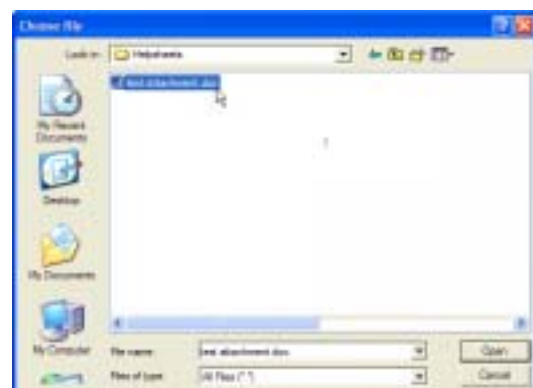 Choose file
Look in: Helpsheets
test attachment.doc
My Recent
Documents
Desktop
My Documents
My Computer
File name: test attachment.doc Open
Files of type: All Files (*.*) Cancel